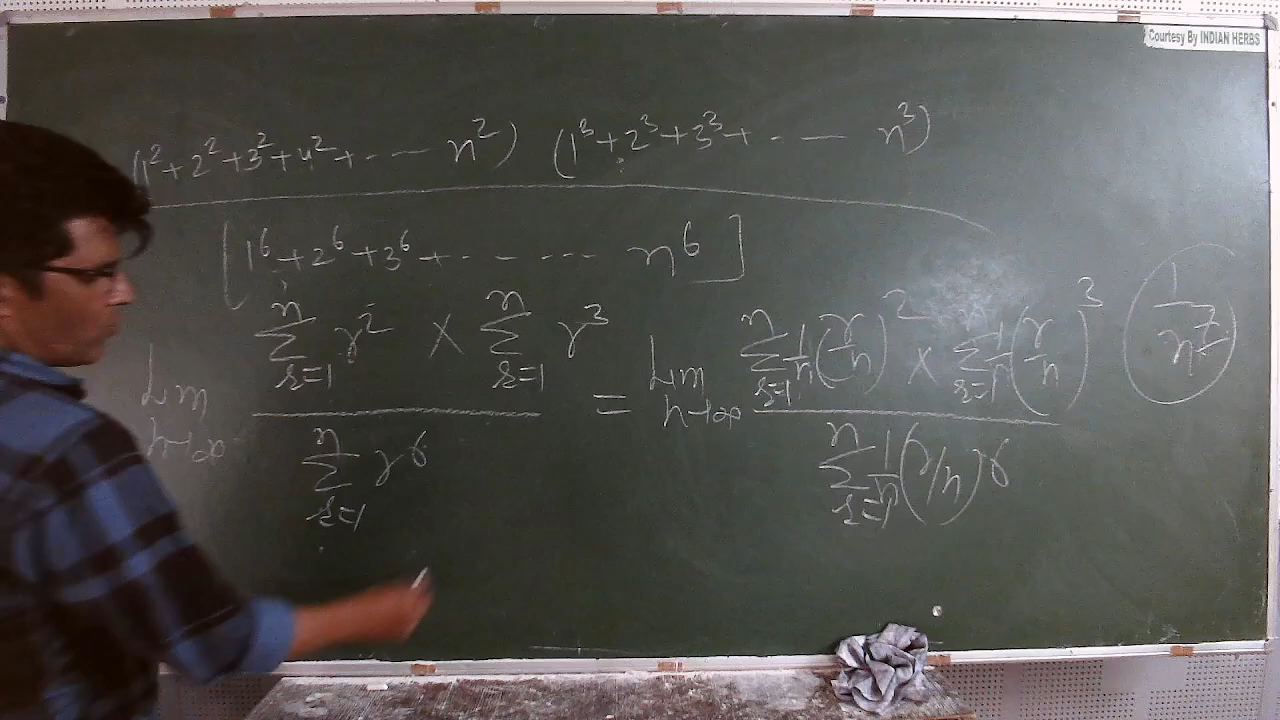 Courtesy By INDIAN HERBS
(1² + 2² + 3² + 4² + ... — n²) (1³ + 2³ + 3³ + ... — n³)
[1⁶ + 2⁶ + 3⁶ + ... — ... n⁶]
Lim n→∞ (∑_{r=1}^{n} r² × ∑_{r=1}^{n} r³) / (∑_{r=1}^{n} r⁶) = Lim n→∞ (∑_{r=1}^{n} 1/n (r/n)² × ∑_{r=1}^{n} 1/n (r/n)³) / (∑_{r=1}^{n} 1/n (r/n)⁶)
1/n⁷